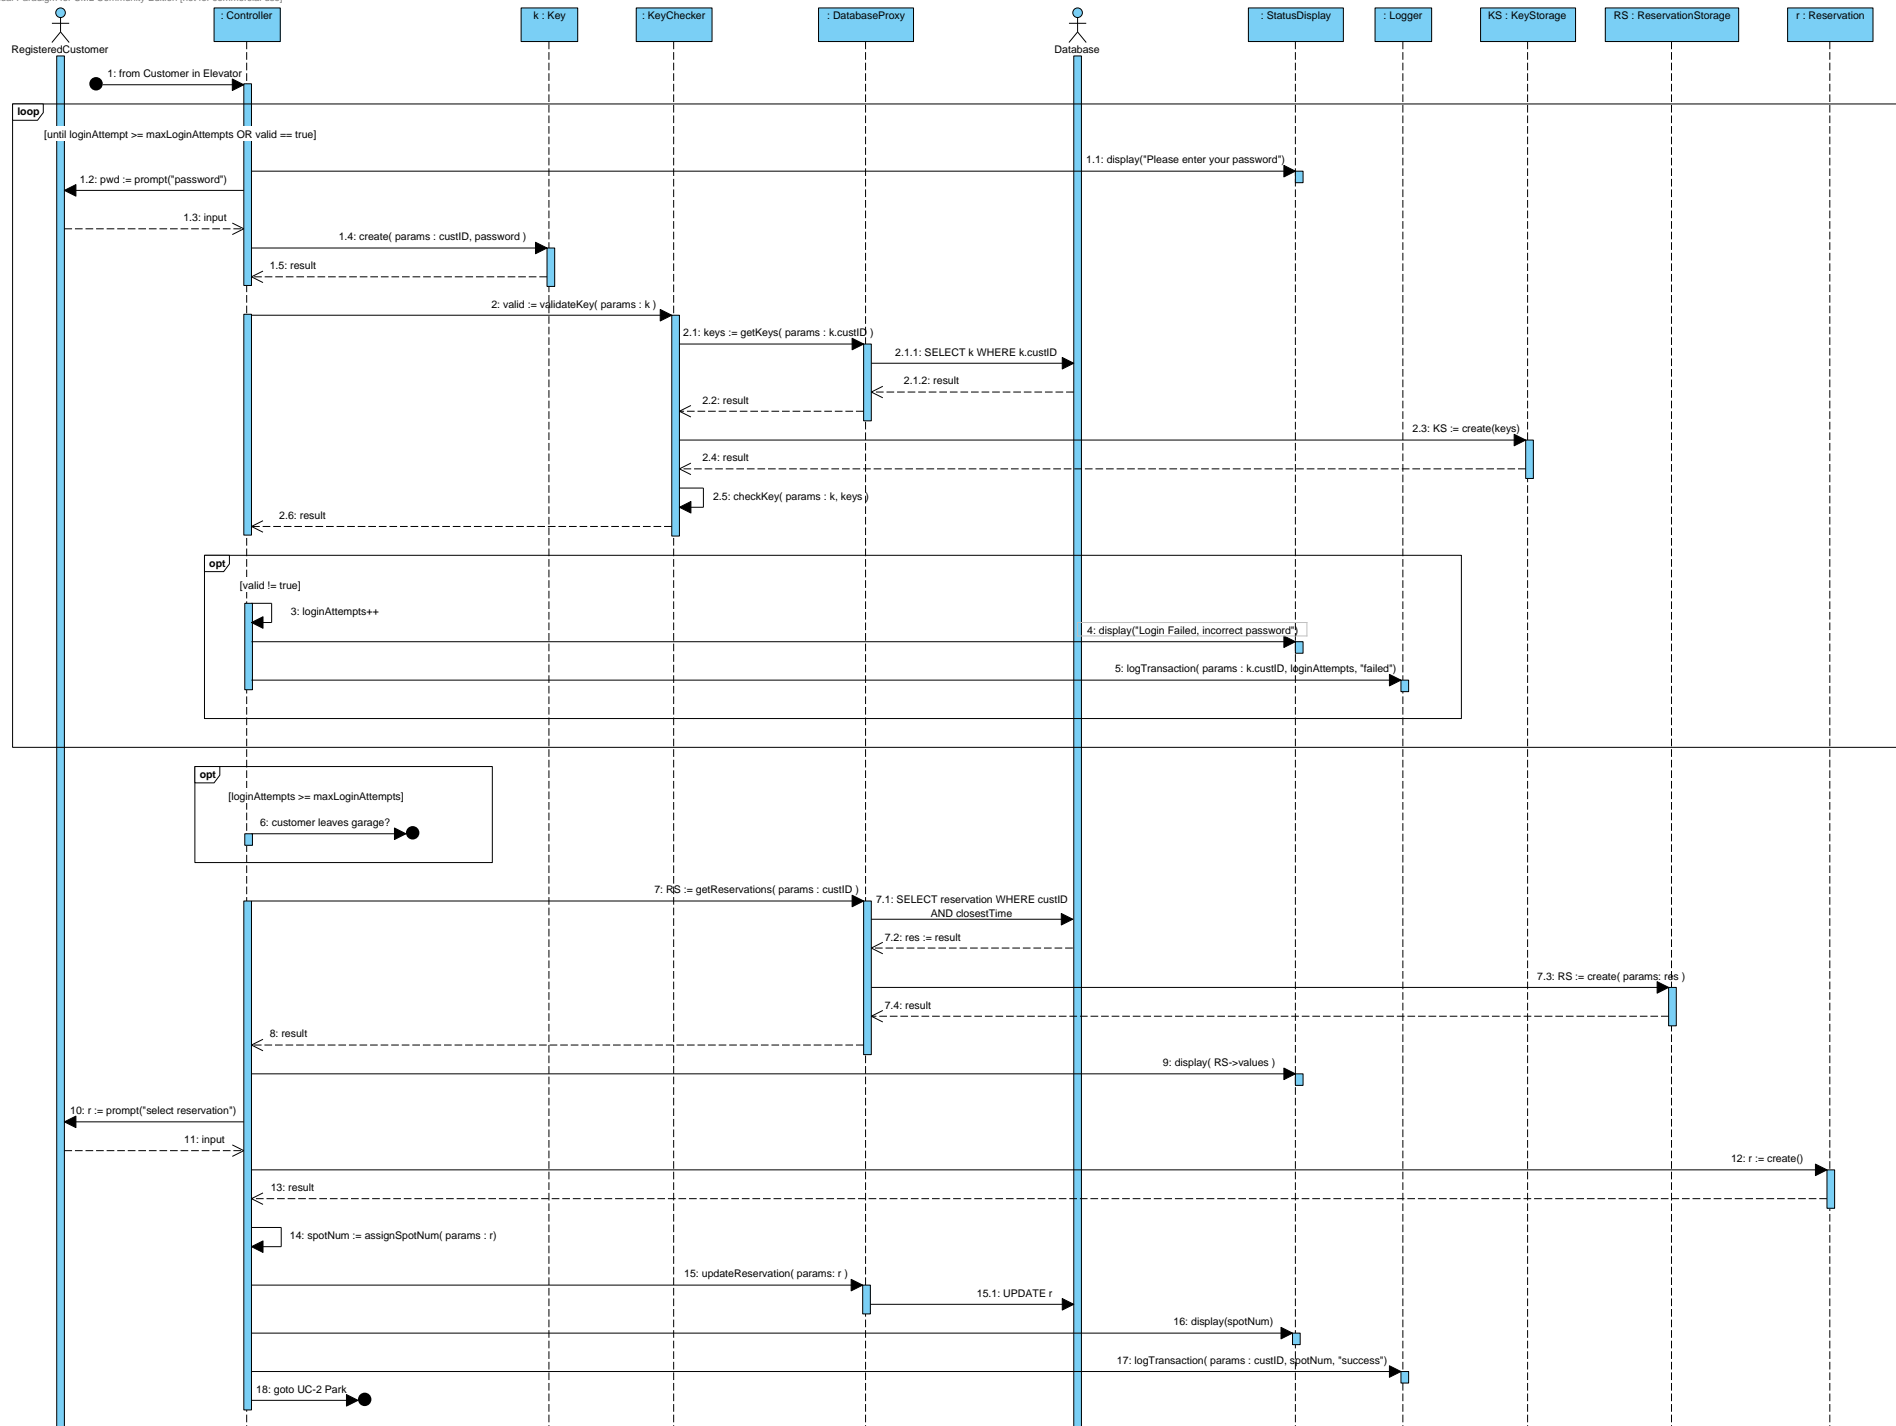 : Controller
k : Key
: KeyChecker
: DatabaseProxy
: StatusDisplay
: Logger
KS : KeyStorage
RS : ReservationStorage
r : Reservation
RegisteredCustomer
Database
1: from Customer in Elevator
loop
[until loginAttempt >= maxLoginAttempts OR valid == true]
1.1: display("Please enter your password")
1.2: pwd := prompt("password")
1.3: input
1.4: create( params : custID, password )
1.5: result
2: valid := validateKey( params : k )
2.1: keys := getKeys( params : k.custID )
2.1.1: SELECT k WHERE k.custID
2.1.2: result
2.2: result
2.3: KS := create(keys)
2.4: result
2.5: checkKey( params : k, keys )
2.6: result
opt
[valid != true]
3: loginAttempts++
4: display("Login Failed, incorrect password")
5: logTransaction( params : k.custID, loginAttempts, "failed")
opt
[loginAttempts >= maxLoginAttempts]
6: customer leaves garage?
7: RS := getReservations( params : custID )
7.1: SELECT reservation WHERE custID
AND closestTime
7.2: res := result
7.3: RS := create( params: res )
7.4: result
8: result
9: display( RS->values )
10: r := prompt("select reservation")
11: input
12: r := create()
13: result
14: spotNum := assignSpotNum( params : r)
15: updateReservation( params: r )
15.1: UPDATE r
16: display(spotNum)
17: logTransaction( params : custID, spotNum, "success")
18: goto UC-2 Park